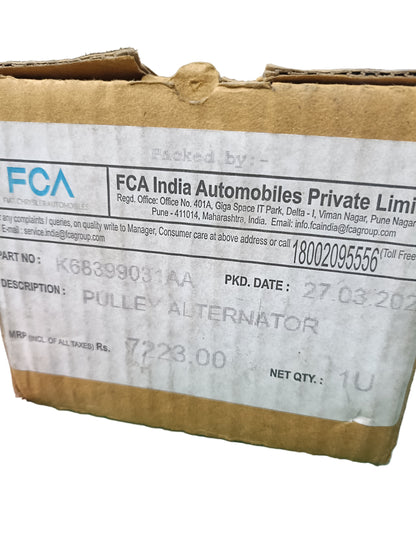 Packed by:-
FCA
FIAT CHRYSLER AUTOMOBILES
FCA India Automobiles Private Limi
Regd. Office: Office No. 401A, Giga Space IT Park, Delta - I, Viman Nagar, Pune Nagar
Pune - 411014, Maharashtra, India. Email: info.fcaindia@fcagroup.com
any complaints / queries, on quality write to Manager, Consumer care at above address or call 18002095556 (Toll Free
E-mail : service.india@fcagroup.com
PART NO : K68399031AA PKD. DATE : 27.03.202
DESCRIPTION : PULLEY ALTERNATOR
MRP (INCL. OF ALL TAXES) Rs. 7223.00 NET QTY. : 1U